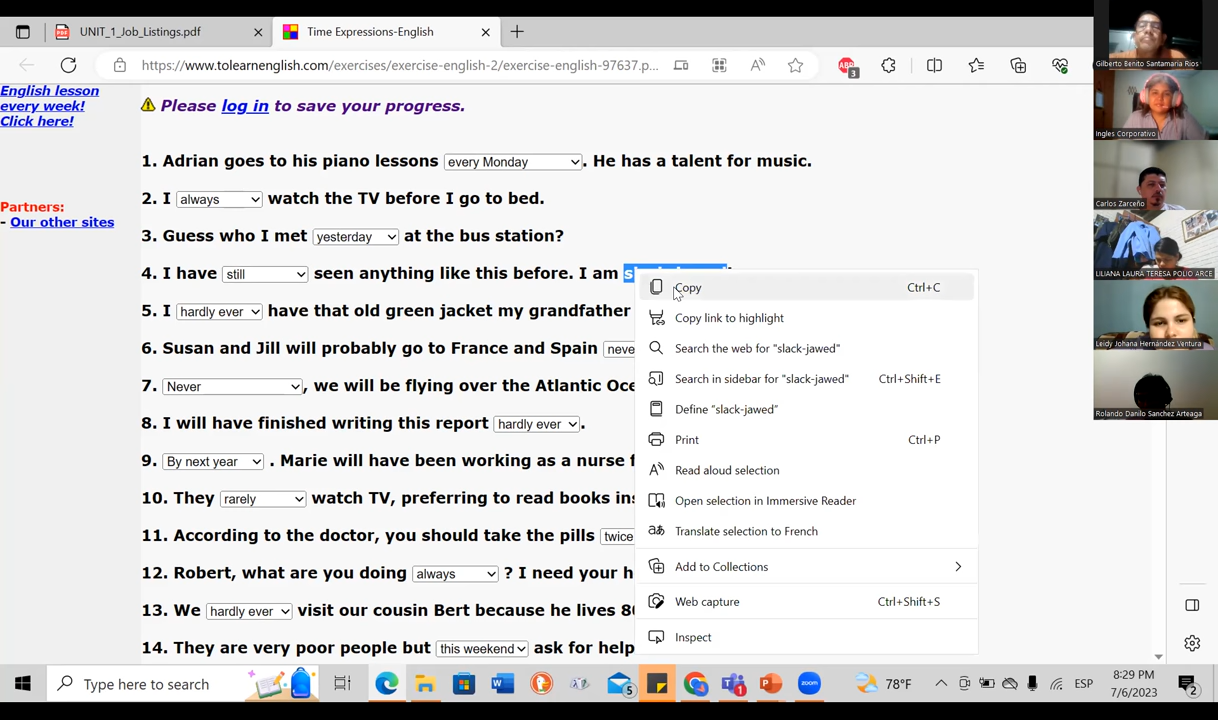 UNIT_1_Job_Listings.pdf
Time Expressions-English
https://www.tolearnenglish.com/exercises/exercise-english-2/exercise-english-97637.p...
ABP
3
English lesson
every week!
Click here!
Please log in to save your progress.
Partners:
- Our other sites
1. Adrian goes to his piano lessons every Monday . He has a talent for music.
2. I always watch the TV before I go to bed.
3. Guess who I met yesterday at the bus station?
4. I have still seen anything like this before. I am
5. I hardly ever have that old green jacket my grandfather
6. Susan and Jill will probably go to France and Spain neve
7. Never , we will be flying over the Atlantic Oce
8. I will have finished writing this report hardly ever .
9. By next year . Marie will have been working as a nurse f
10. They rarely watch TV, preferring to read books ins
11. According to the doctor, you should take the pills twice
12. Robert, what are you doing always ? I need your h
13. We hardly ever visit our cousin Bert because he lives 80
14. They are very poor people but this weekend ask for help
Copy Ctrl+C
Copy link to highlight
Search the web for "slack-jawed"
Search in sidebar for "slack-jawed" Ctrl+Shift+E
Define “slack-jawed”
Print Ctrl+P
Read aloud selection
Open selection in Immersive Reader
Translate selection to French
Add to Collections
Web capture Ctrl+Shift+S
Inspect
Gilberto Benito Santamaria Rios
Ingles Corporativo
Carlos Zarceño
LILIANA LAURA TERESA POLIO ARCE
Leidy Johana Hernández Ventura
Rolando Danilo Sanchez Arteaga
Type here to search
5
1
zoom
78°F
ESP
8:29 PM
7/6/2023
2